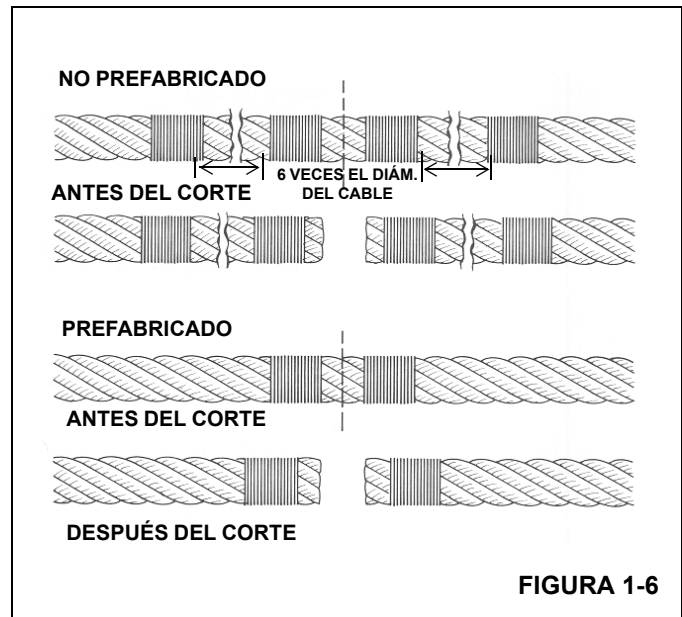 NO PREFABRICADO
6 VECES EL DIÁM.
DEL CABLE
ANTES DEL CORTE
PREFABRICADO
ANTES DEL CORTE
DESPUÉS DEL CORTE
FIGURA 1-6